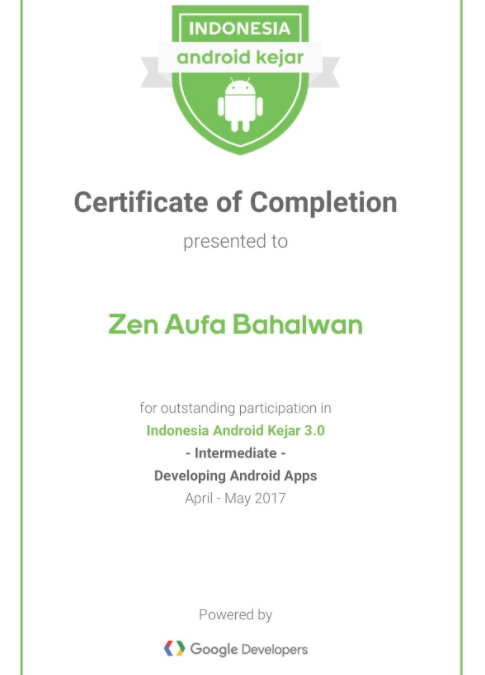 INDONESIA
android kejar
Certificate of Completion
presented to
Zen Aufa Bahalwan
for outstanding participation in
Indonesia Android Kejar 3.0
- Intermediate -
Developing Android Apps
April - May 2017
Powered by
Google Developers